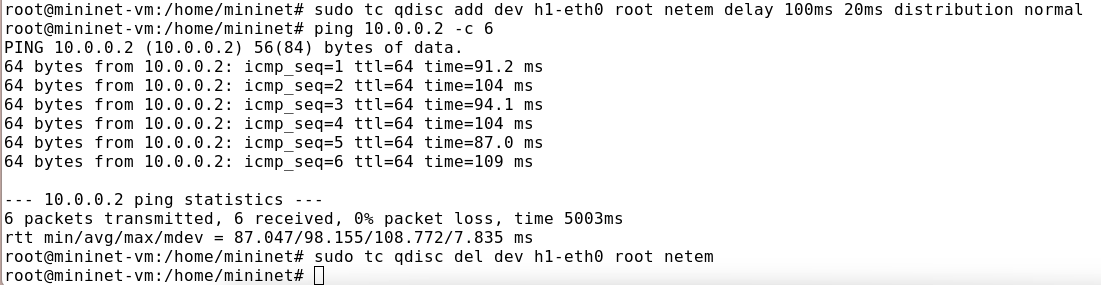 root@mininet-vm:/home/mininet# sudo tc qdisc add dev h1-eth0 root netem delay 100ms 20ms distribution normal
root@mininet-vm:/home/mininet# ping 10.0.0.2 -c 6
PING 10.0.0.2 (10.0.0.2) 56(84) bytes of data.
64 bytes from 10.0.0.2: icmp_seq=1 ttl=64 time=91.2 ms
64 bytes from 10.0.0.2: icmp_seq=2 ttl=64 time=104 ms
64 bytes from 10.0.0.2: icmp_seq=3 ttl=64 time=94.1 ms
64 bytes from 10.0.0.2: icmp_seq=4 ttl=64 time=104 ms
64 bytes from 10.0.0.2: icmp_seq=5 ttl=64 time=87.0 ms
64 bytes from 10.0.0.2: icmp_seq=6 ttl=64 time=109 ms
--- 10.0.0.2 ping statistics ---
6 packets transmitted, 6 received, 0% packet loss, time 5003ms
rtt min/avg/max/mdev = 87.047/98.155/108.772/7.835 ms
root@mininet-vm:/home/mininet# sudo tc qdisc del dev h1-eth0 root netem
root@mininet-vm:/home/mininet#